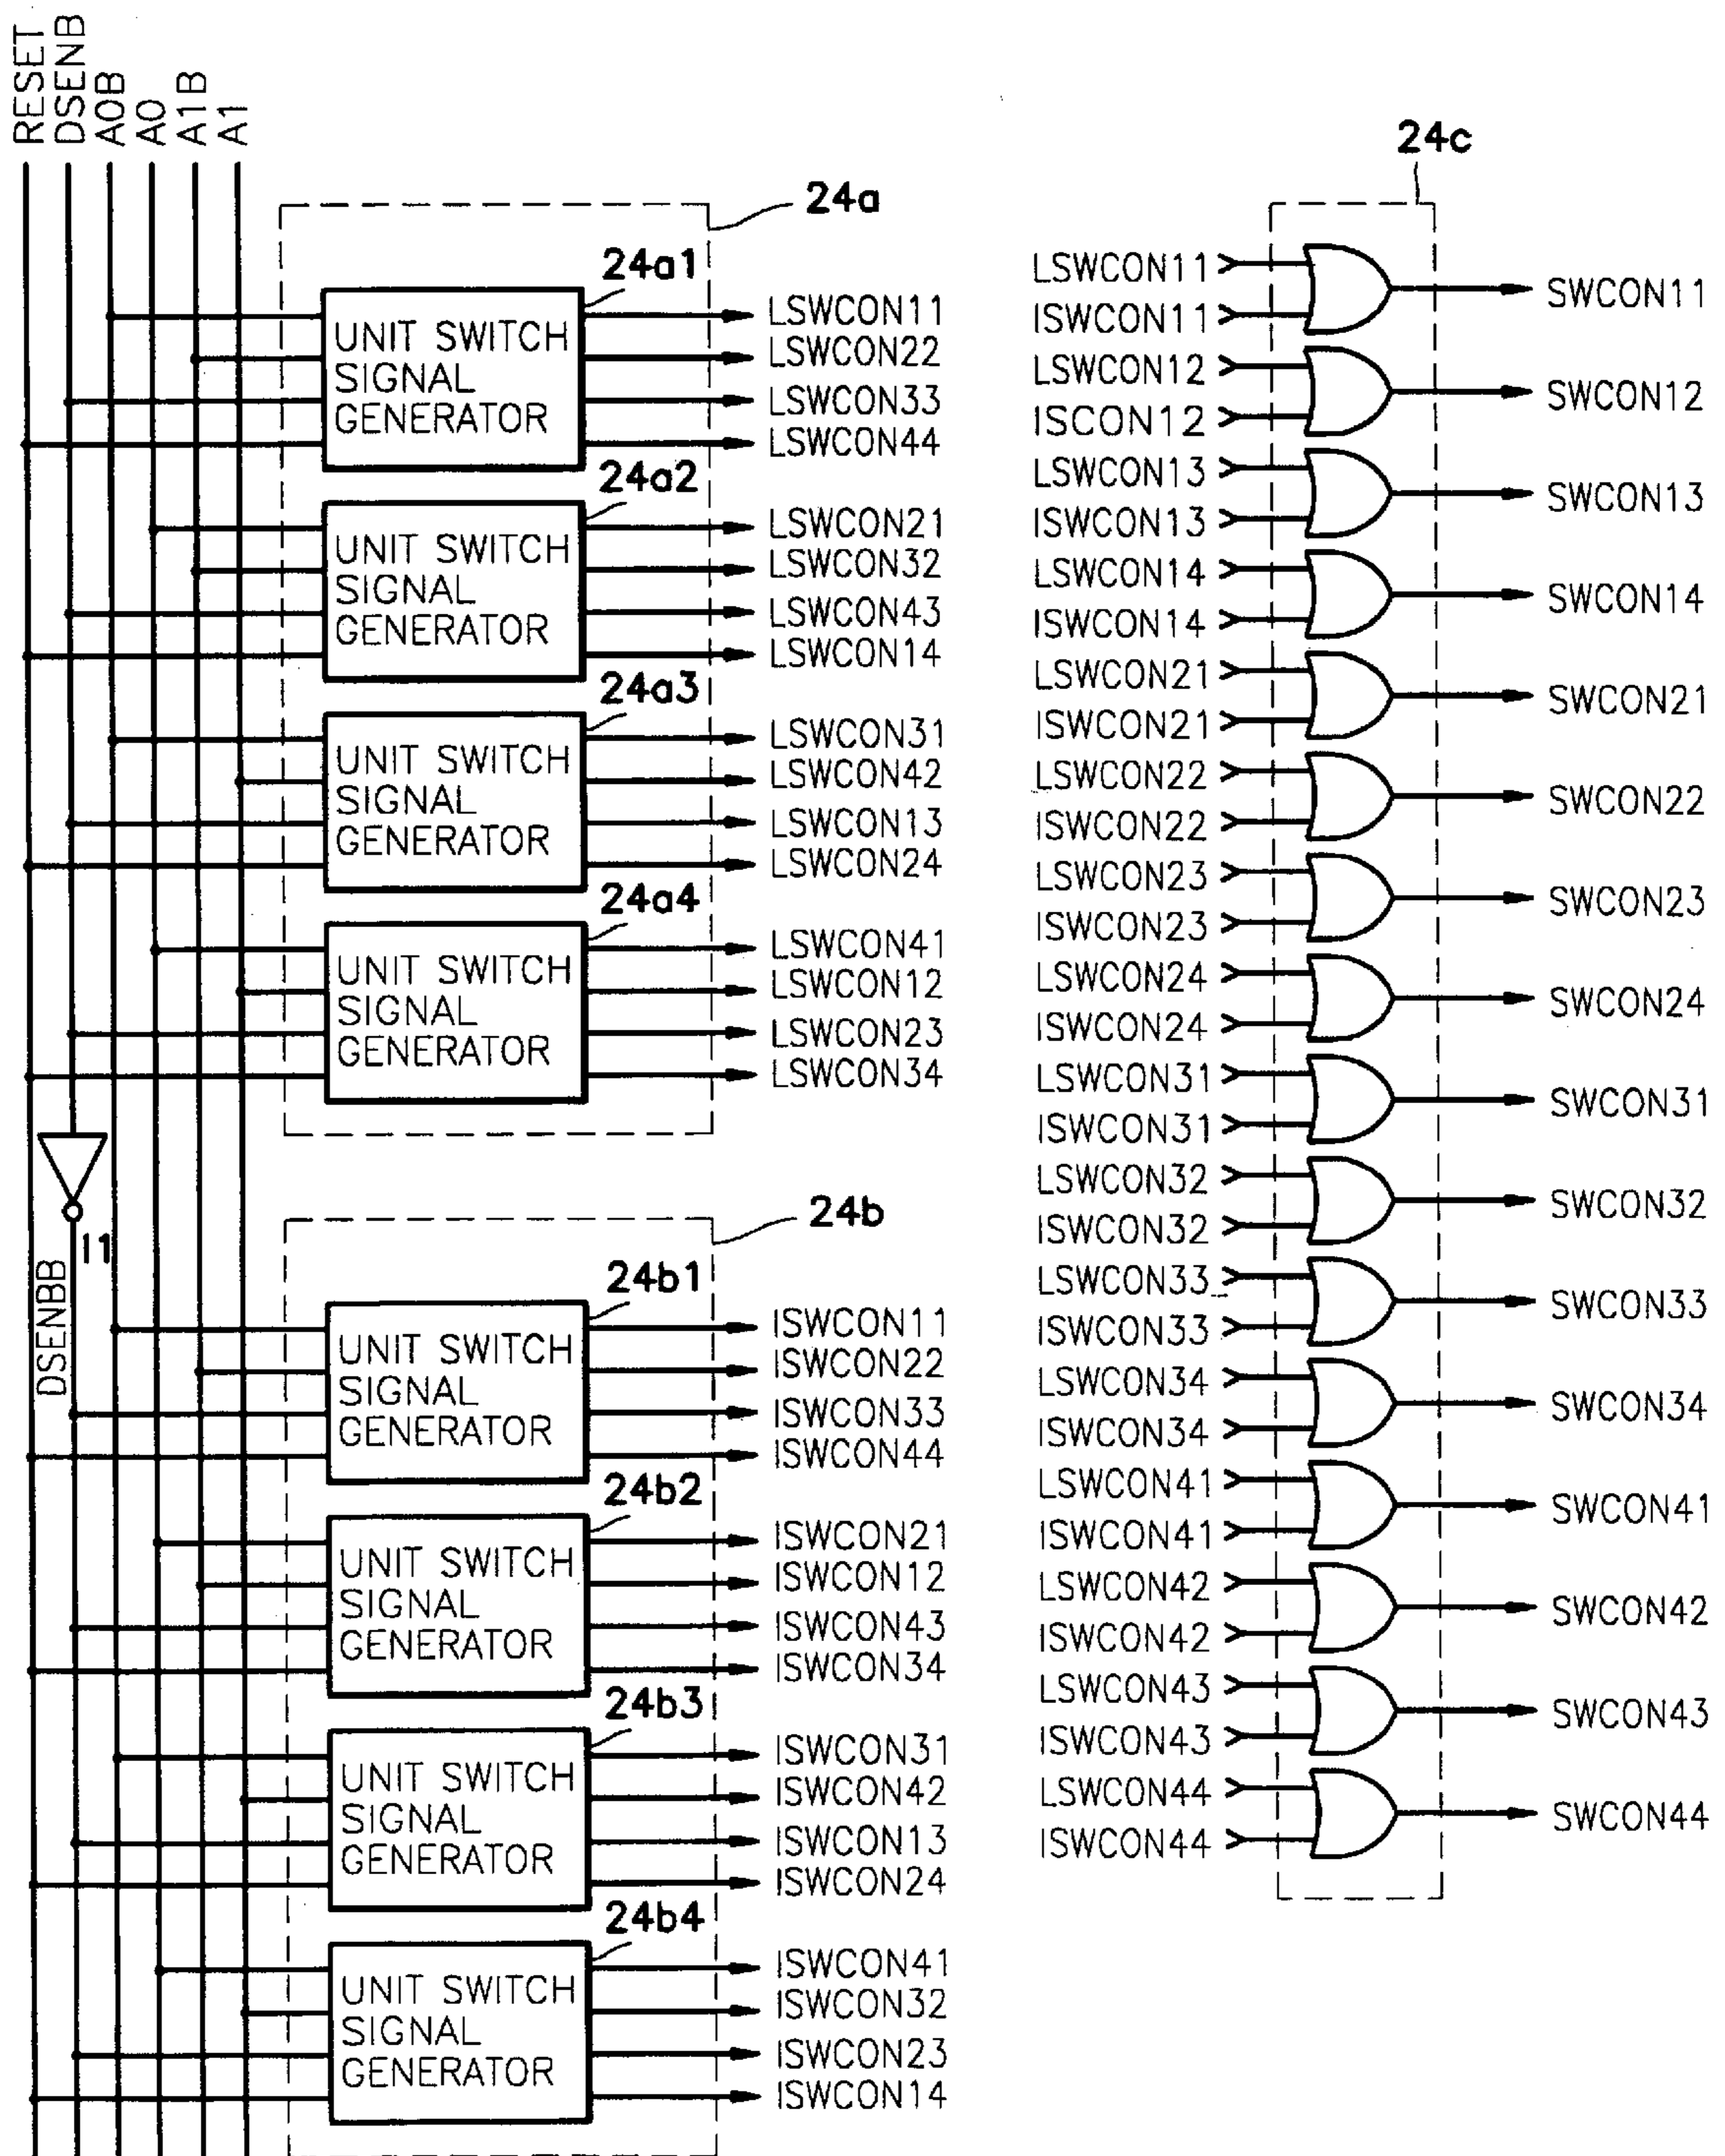 RESET
DSENB
A0B
A0
A1B
A1
24a
24a1
UNIT SWITCH
SIGNAL
GENERATOR
LSWCON11
LSWCON22
LSWCON33
LSWCON44
24a2
UNIT SWITCH
SIGNAL
GENERATOR
LSWCON21
LSWCON32
LSWCON43
LSWCON14
24a3
UNIT SWITCH
SIGNAL
GENERATOR
LSWCON31
LSWCON42
LSWCON13
LSWCON24
24a4
UNIT SWITCH
SIGNAL
GENERATOR
LSWCON41
LSWCON12
LSWCON23
LSWCON34
I1
DSENBB
24b
24b1
UNIT SWITCH
SIGNAL
GENERATOR
ISWCON11
ISWCON22
ISWCON33
ISWCON44
24b2
UNIT SWITCH
SIGNAL
GENERATOR
ISWCON21
ISWCON12
ISWCON43
ISWCON34
24b3
UNIT SWITCH
SIGNAL
GENERATOR
ISWCON31
ISWCON42
ISWCON13
ISWCON24
24b4
UNIT SWITCH
SIGNAL
GENERATOR
ISWCON41
ISWCON32
ISWCON23
ISWCON14
24c
LSWCON11
ISWCON11
SWCON11
LSWCON12
ISCON12
SWCON12
LSWCON13
ISWCON13
SWCON13
LSWCON14
ISWCON14
SWCON14
LSWCON21
ISWCON21
SWCON21
LSWCON22
ISWCON22
SWCON22
LSWCON23
ISWCON23
SWCON23
LSWCON24
ISWCON24
SWCON24
LSWCON31
ISWCON31
SWCON31
LSWCON32
ISWCON32
SWCON32
LSWCON33
ISWCON33
SWCON33
LSWCON34
ISWCON34
SWCON34
LSWCON41
ISWCON41
SWCON41
LSWCON42
ISWCON42
SWCON42
LSWCON43
ISWCON43
SWCON43
LSWCON44
ISWCON44
SWCON44